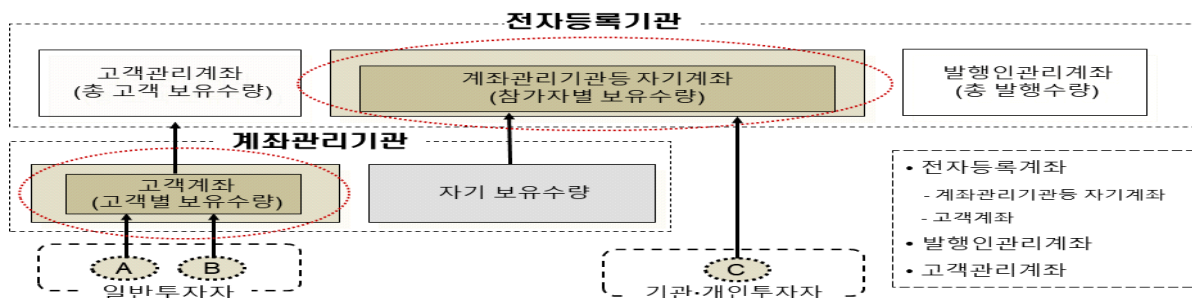 전자등록기관
고객관리계좌
(총 고객 보유수량)
계좌관리기관등 자기계좌
(참가자별 보유수량)
발행인관리계좌
(총 발행수량)
계좌관리기관
고객계좌
(고객별 보유수량)
자기 보유수량
• 전자등록계좌
- 계좌관리기관등 자기계좌
- 고객계좌
• 발행인관리계좌
• 고객관리계좌
A
B
C
일반투자자
기관·개인투자자